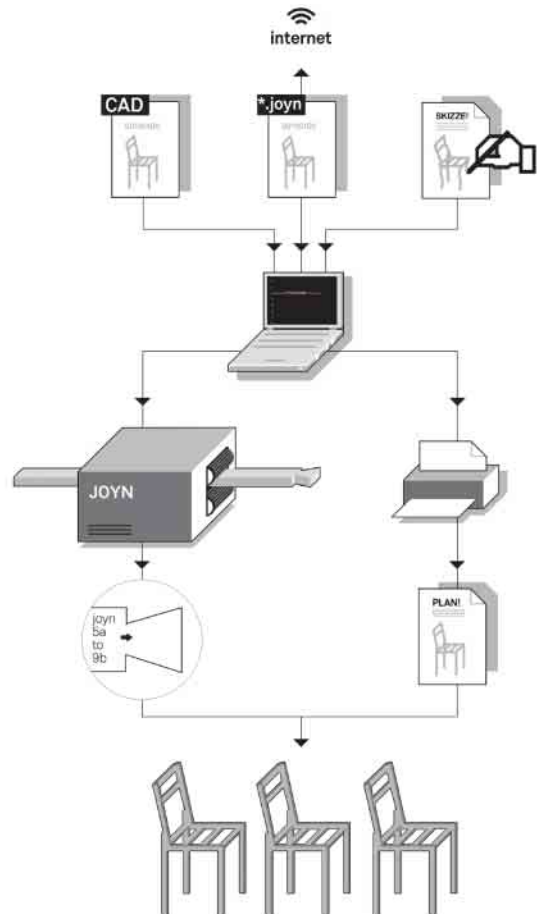 internet
CAD
*.joyn
SKIZZE!
JOYN
joyn
5a
to
9b
PLAN!